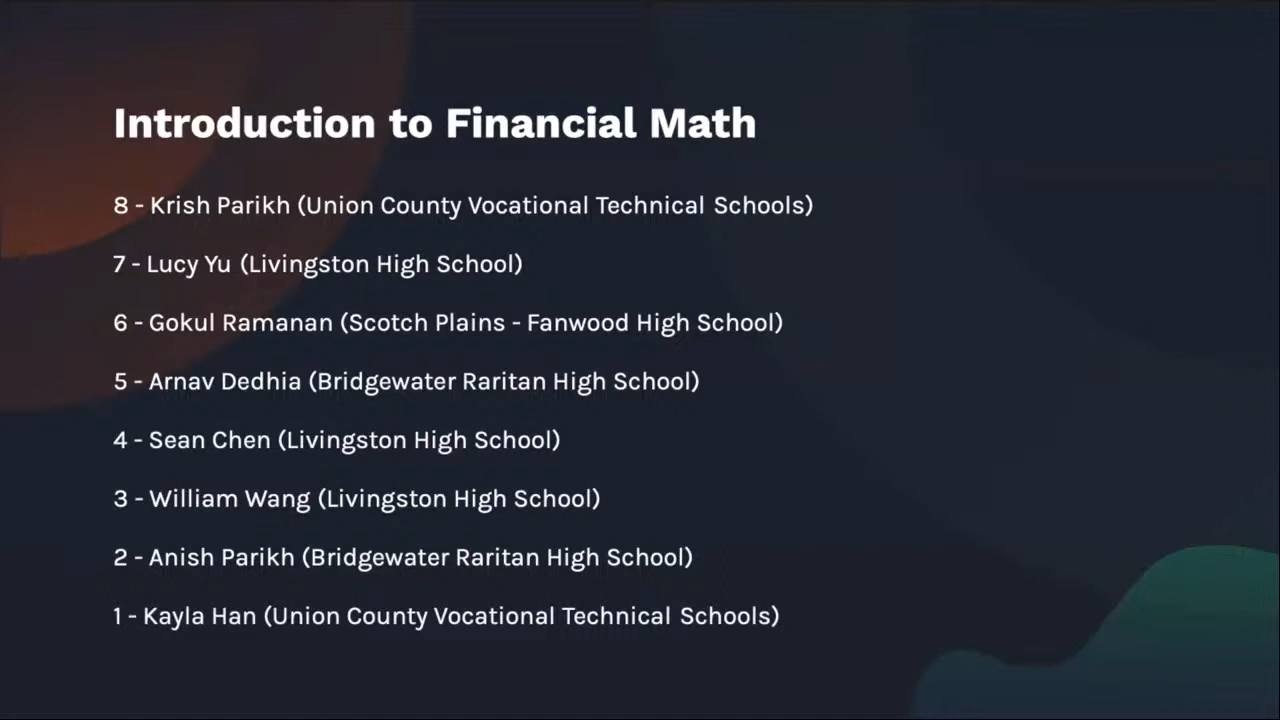 Introduction to Financial Math
8 - Krish Parikh (Union County Vocational Technical Schools)
7 - Lucy Yu (Livingston High School)
6 - Gokul Ramanan (Scotch Plains - Fanwood High School)
5 - Arnav Dedhia (Bridgewater Raritan High School)
4 - Sean Chen (Livingston High School)
3 - William Wang (Livingston High School)
2 - Anish Parikh (Bridgewater Raritan High School)
1 - Kayla Han (Union County Vocational Technical Schools)